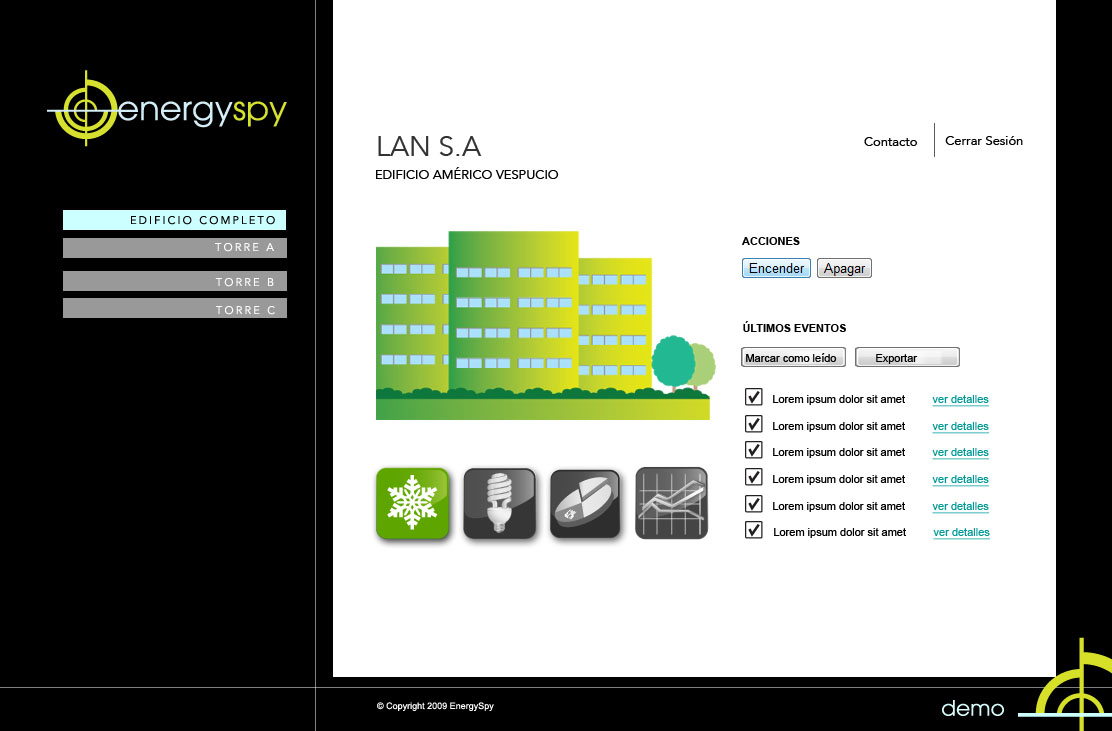 energyspy
EDIFICIO COMPLETO
TORRE A
TORRE B
TORRE C
LAN S.A
EDIFICIO AMÉRICO VESPUCIO
Contacto
Cerrar Sesión
ACCIONES
Encender Apagar
ÚLTIMOS EVENTOS
Marcar como leído Exportar
Lorem ipsum dolor sit amet ver detalles
Lorem ipsum dolor sit amet ver detalles
Lorem ipsum dolor sit amet ver detalles
Lorem ipsum dolor sit amet ver detalles
Lorem ipsum dolor sit amet ver detalles
Lorem ipsum dolor sit amet ver detalles
© Copyright 2009 EnergySpy
demo